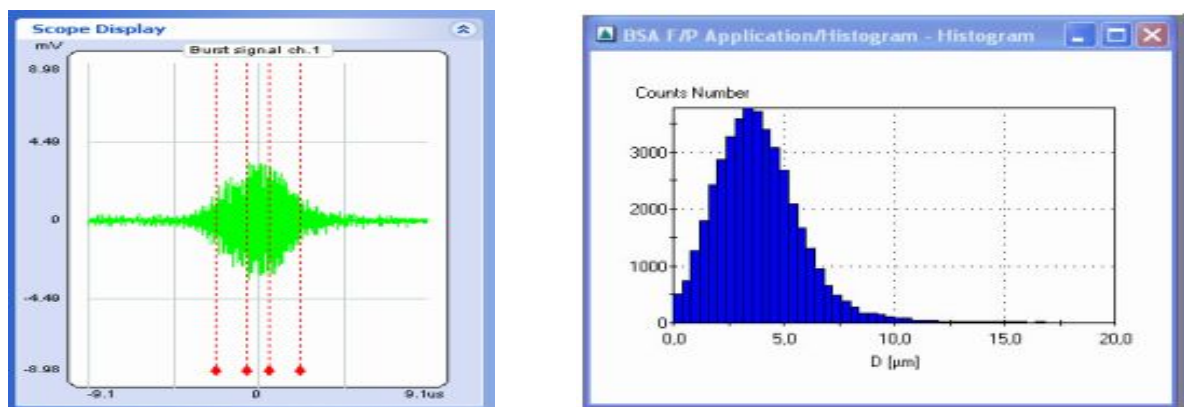 Scope Display
mV
Burst signal ch.1
8.98
4.49
0
-4.49
-8.98
-9.1
0
9.1us
BSA F/P Application/Histogram - Histogram
Counts Number
3000
2000
1000
0
0,0
5,0
10,0
15,0
20,0
D [µm]